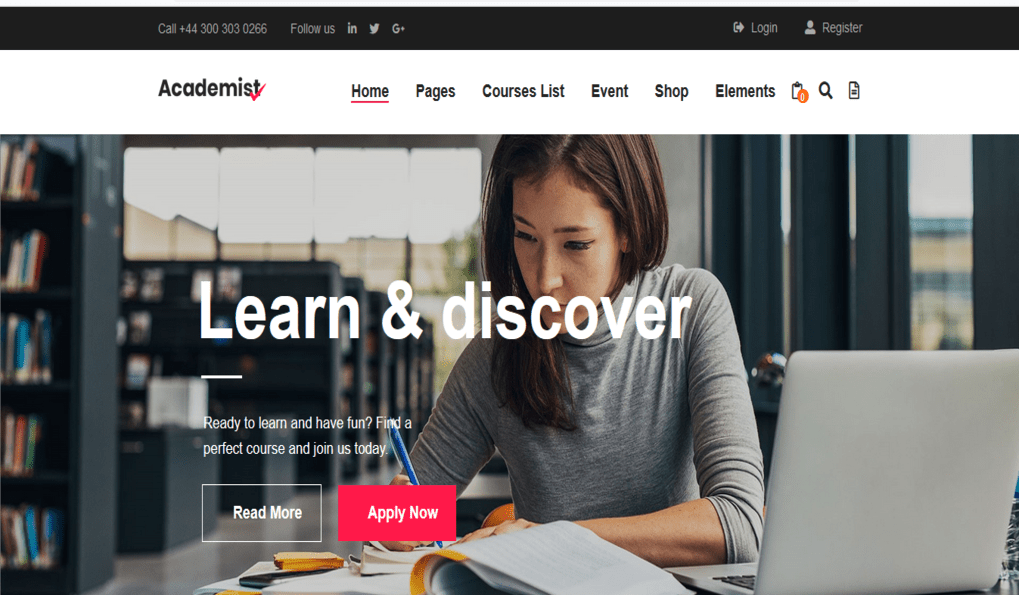 Call +44 300 303 0266 Follow us in G+ Login Register
Academist Home Pages Courses List Event Shop Elements 0
Learn & discover
Ready to learn and have fun? Find a
perfect course and join us today.
Read More Apply Now